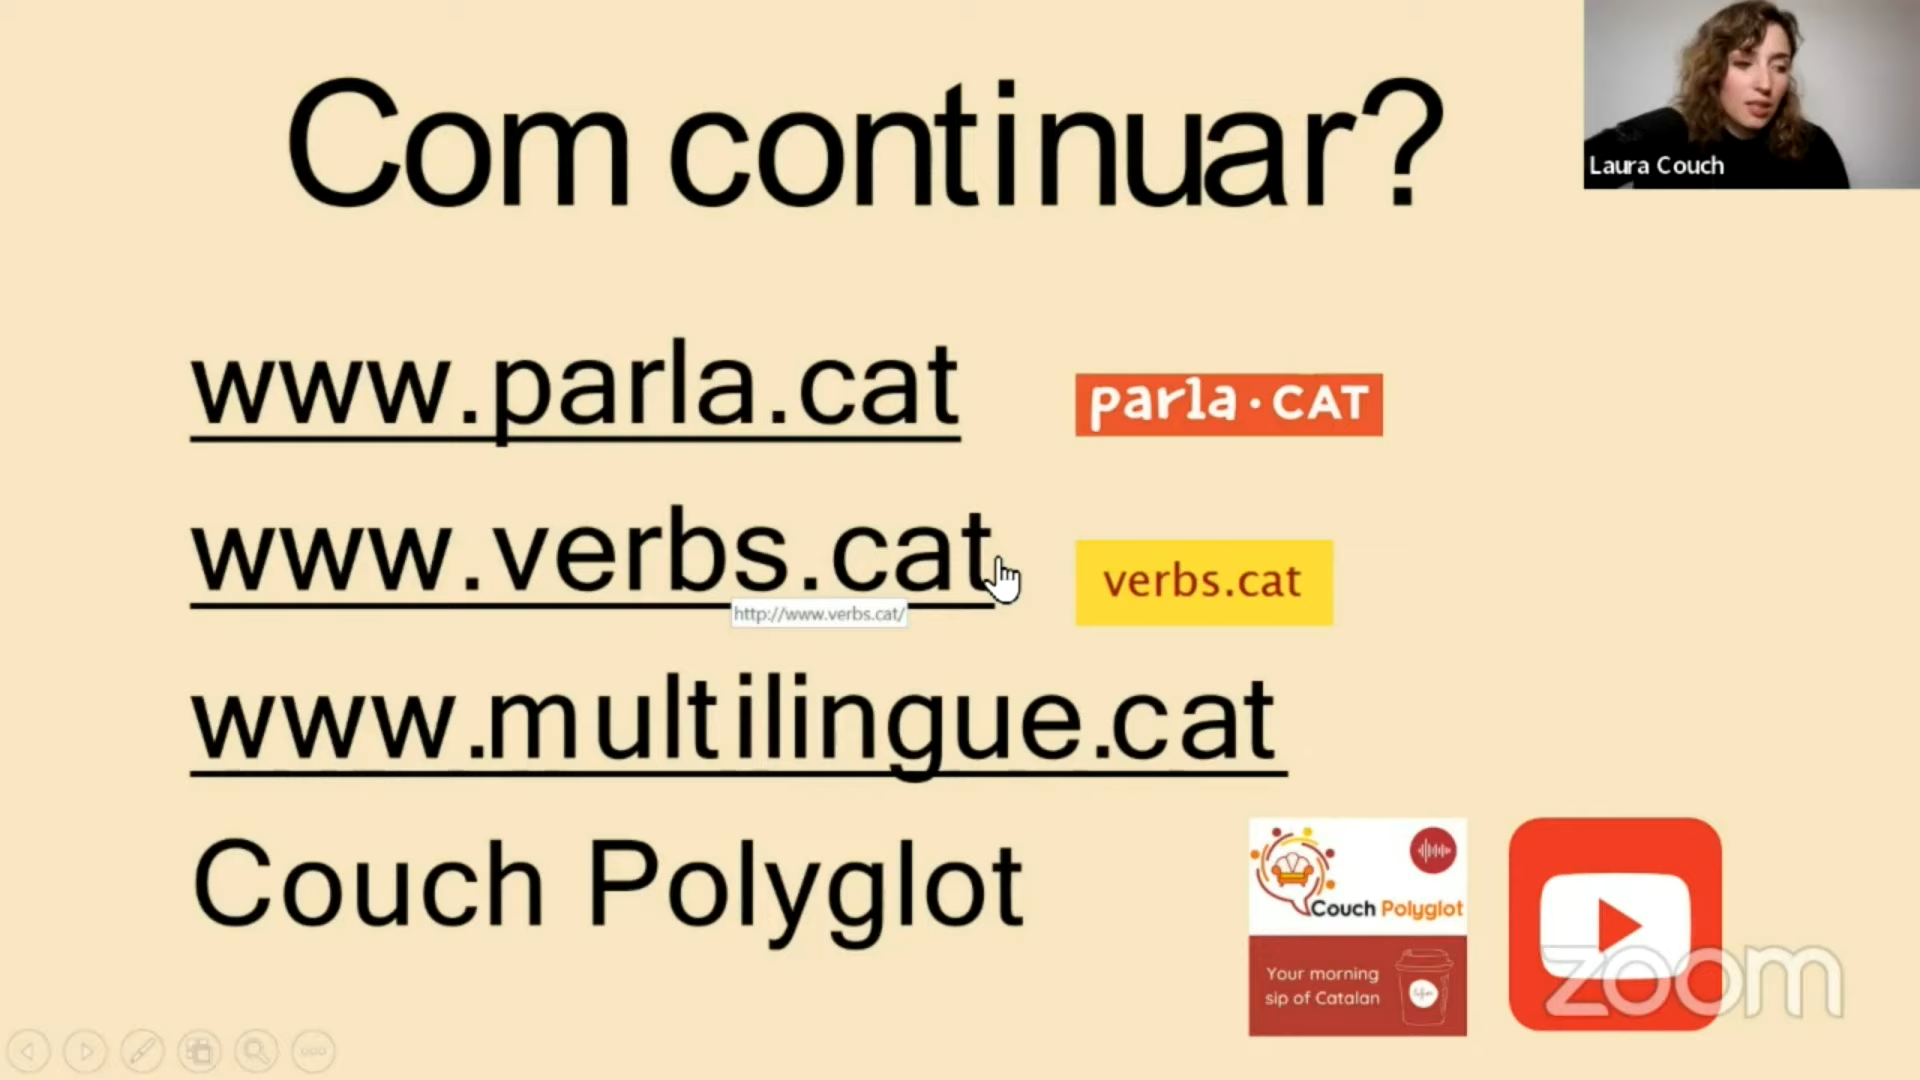 Com continuar?
Laura Couch
www.parla.cat
parla·CAT
www.verbs.cat
verbs.cat
http://www.verbs.cat/
www.multilingue.cat
Couch Polyglot
Couch Polyglot
Your morning
sip of Catalan
zoom